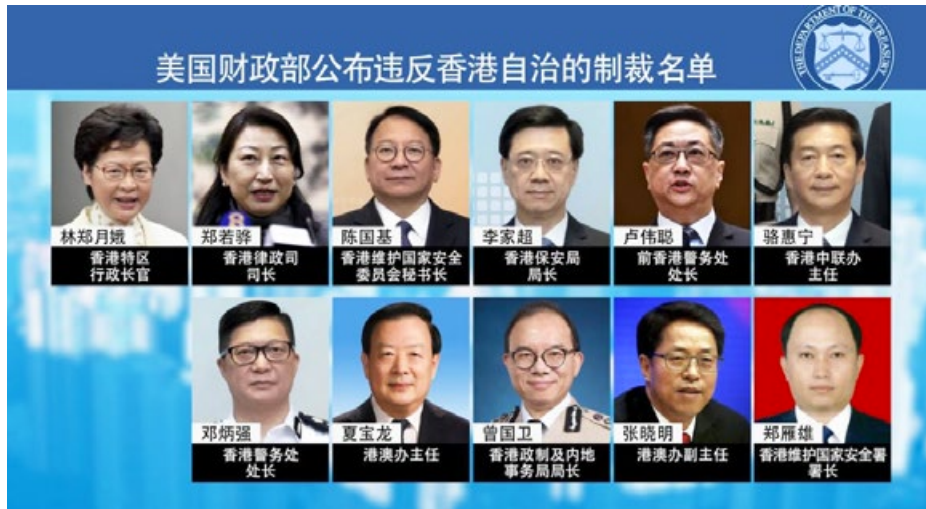 美国财政部公布违反香港自治的制裁名单
THE DEPARTMENT OF THE TREASURY
林郑月娥
香港特区
行政长官
郑若骅
香港律政司
司长
陈国基
香港维护国家安全
委员会秘书长
李家超
香港保安局
局长
卢伟聪
前香港警务处
处长
骆惠宁
香港中联办
主任
邓炳强
香港警务处
处长
夏宝龙
港澳办主任
曾国卫
香港政制及内地
事务局局长
张晓明
港澳办副主任
郑雁雄
香港维护国家安全署
署长